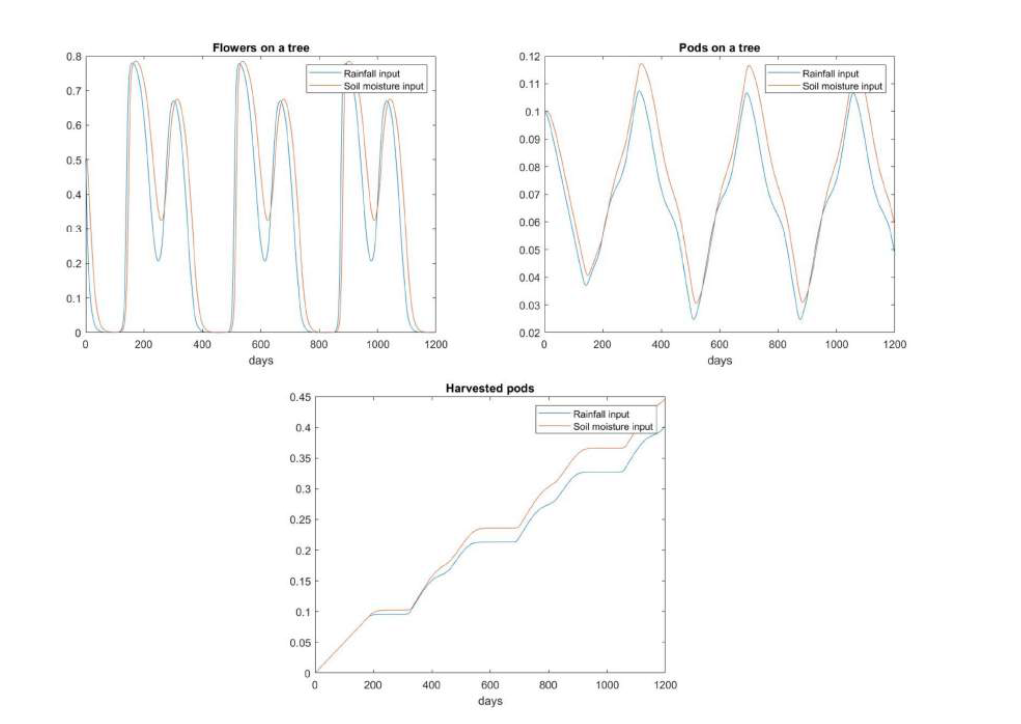 Flowers on a tree
0.8
0.7
0.6
0.5
0.4
0.3
0.2
0.1
0
0 200 400 600 800 1000 1200
days
Rainfall input
Soil moisture input
Pods on a tree
0.12
0.11
0.1
0.09
0.08
0.07
0.06
0.05
0.04
0.03
0.02
0 200 400 600 800 1000 1200
days
Rainfall input
Soil moisture input
Harvested pods
0.45
0.4
0.35
0.3
0.25
0.2
0.15
0.1
0.05
0
0 200 400 600 800 1000 1200
days
Rainfall input
Soil moisture input